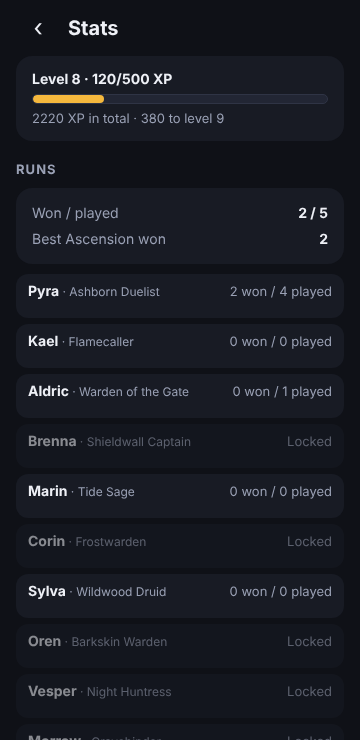 Stats
Level 8 · 120/500 XP
2220 XP in total · 380 to level 9
RUNS
Won / played 2 / 5
Best Ascension won 2
Pyra · Ashborn Duelist 2 won / 4 played
Kael · Flamecaller 0 won / 0 played
Aldric · Warden of the Gate 0 won / 1 played
Brenna · Shieldwall Captain Locked
Marin · Tide Sage 0 won / 0 played
Corin · Frostwarden Locked
Sylva · Wildwood Druid 0 won / 0 played
Oren · Barkskin Warden Locked
Vesper · Night Huntress Locked
Locked